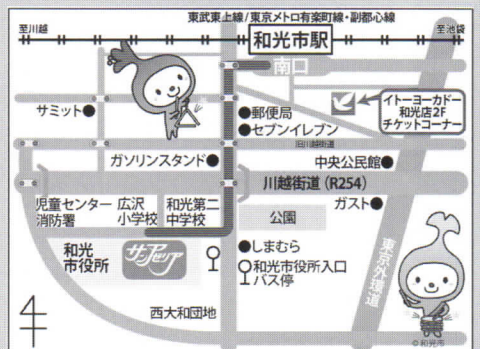 東武東上線/東京メトロ有楽町線・副都心線
至川越
和光市駅
至池袋
南口
イトーヨーカドー
和光店2F
チケットコーナー
サミット●
●郵便局
●セブンイレブン
旧川越街道
ガソリンスタンド●
中央公民館●
川越街道(R254)
ガスト●
児童センター
消防署
広沢
小学校
和光第二
中学校
公園
和光
市役所
サンアゼリア
●しまむら
和光市役所入口
バス停
東京外環道
西大和団地
©和光市